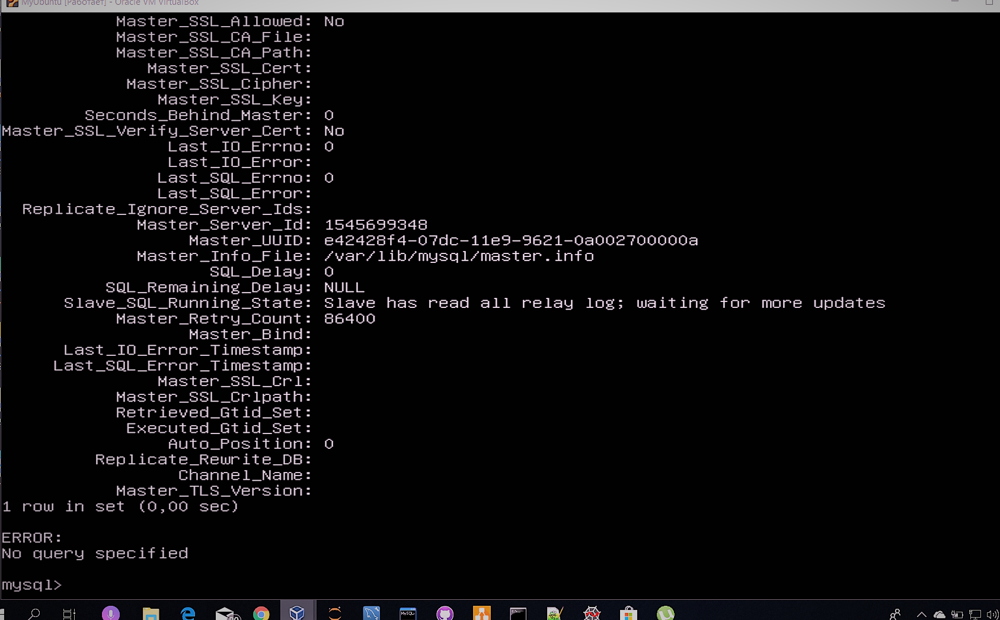 MyUbuntu [Работает] - Oracle VM VirtualBox
Master_SSL_Allowed: No
Master_SSL_CA_File:
Master_SSL_CA_Path:
Master_SSL_Cert:
Master_SSL_Cipher:
Master_SSL_Key:
Seconds_Behind_Master: 0
Master_SSL_Verify_Server_Cert: No
Last_IO_Errno: 0
Last_IO_Error:
Last_SQL_Errno: 0
Last_SQL_Error:
Replicate_Ignore_Server_Ids:
Master_Server_Id: 1545699348
Master_UUID: e42428f4-07dc-11e9-9621-0a002700000a
Master_Info_File: /var/lib/mysql/master.info
SQL_Delay: 0
SQL_Remaining_Delay: NULL
Slave_SQL_Running_State: Slave has read all relay log; waiting for more updates
Master_Retry_Count: 86400
Master_Bind:
Last_IO_Error_Timestamp:
Last_SQL_Error_Timestamp:
Master_SSL_Crl:
Master_SSL_Crlpath:
Retrieved_Gtid_Set:
Executed_Gtid_Set:
Auto_Position: 0
Replicate_Rewrite_DB:
Channel_Name:
Master_TLS_Version:
1 row in set (0,00 sec)
ERROR:
No query specified
mysql>
MySQL